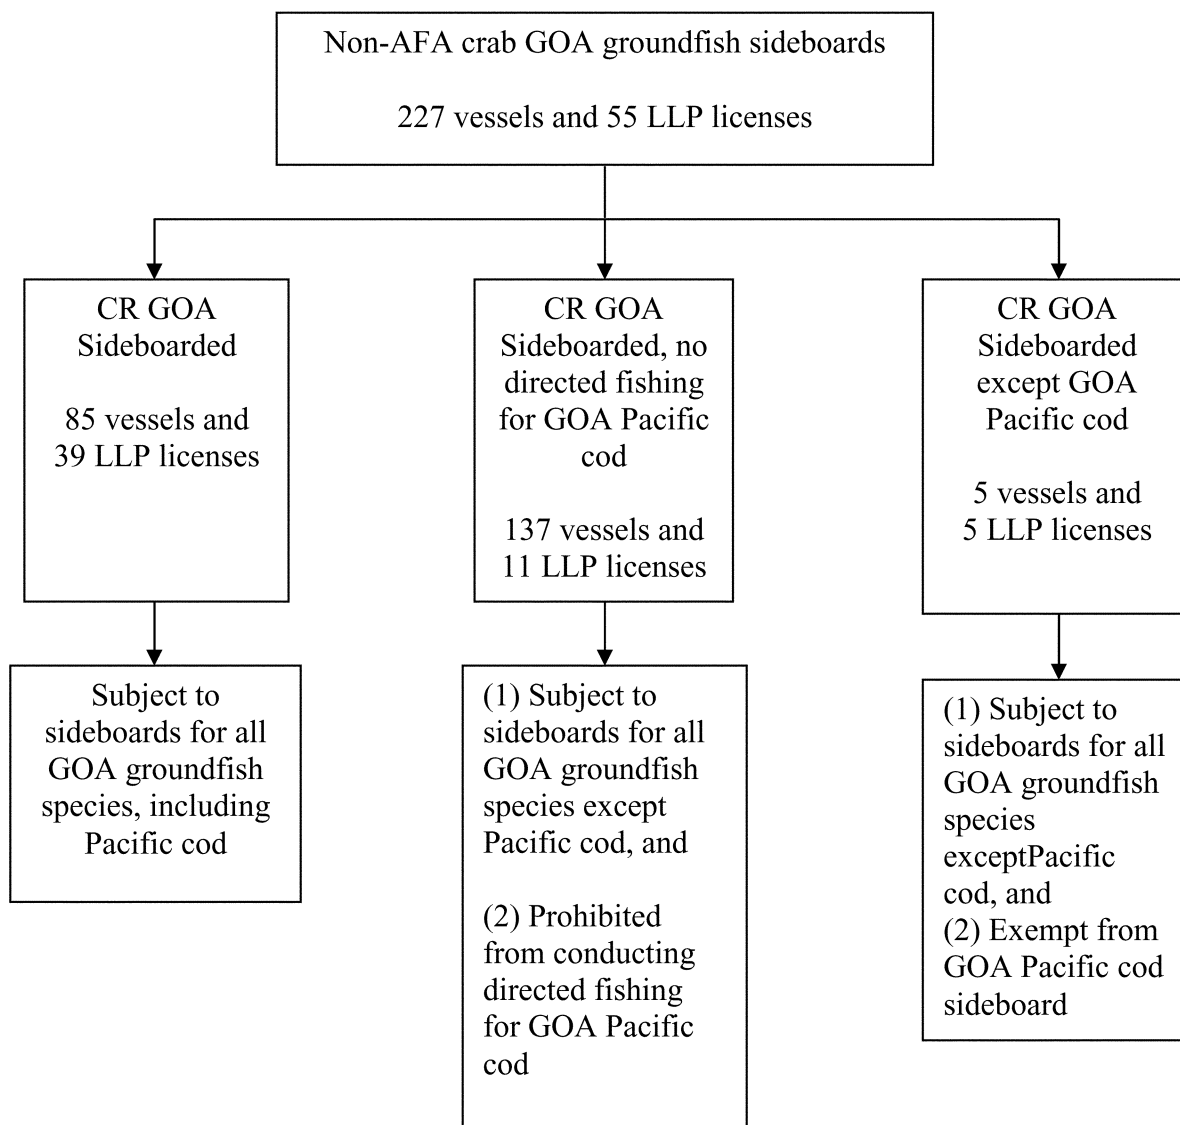 Non-AFA crab GOA groundfish sideboards
227 vessels and 55 LLP licenses
CR GOA
Sideboarded
85 vessels and
39 LLP licenses
CR GOA
Sideboarded, no
directed fishing
for GOA Pacific
cod
137 vessels and
11 LLP licenses
CR GOA
Sideboarded
except GOA
Pacific cod
5 vessels and
5 LLP licenses
Subject to
sideboards for all
GOA groundfish
species, including
Pacific cod
(1) Subject to
sideboards for all
GOA groundfish
species except
Pacific cod, and
(2) Prohibited
from conducting
directed fishing
for GOA Pacific
cod
(1) Subject to
sideboards for all
GOA groundfish
species
exceptPacific
cod, and
(2) Exempt from
GOA Pacific cod
sideboard